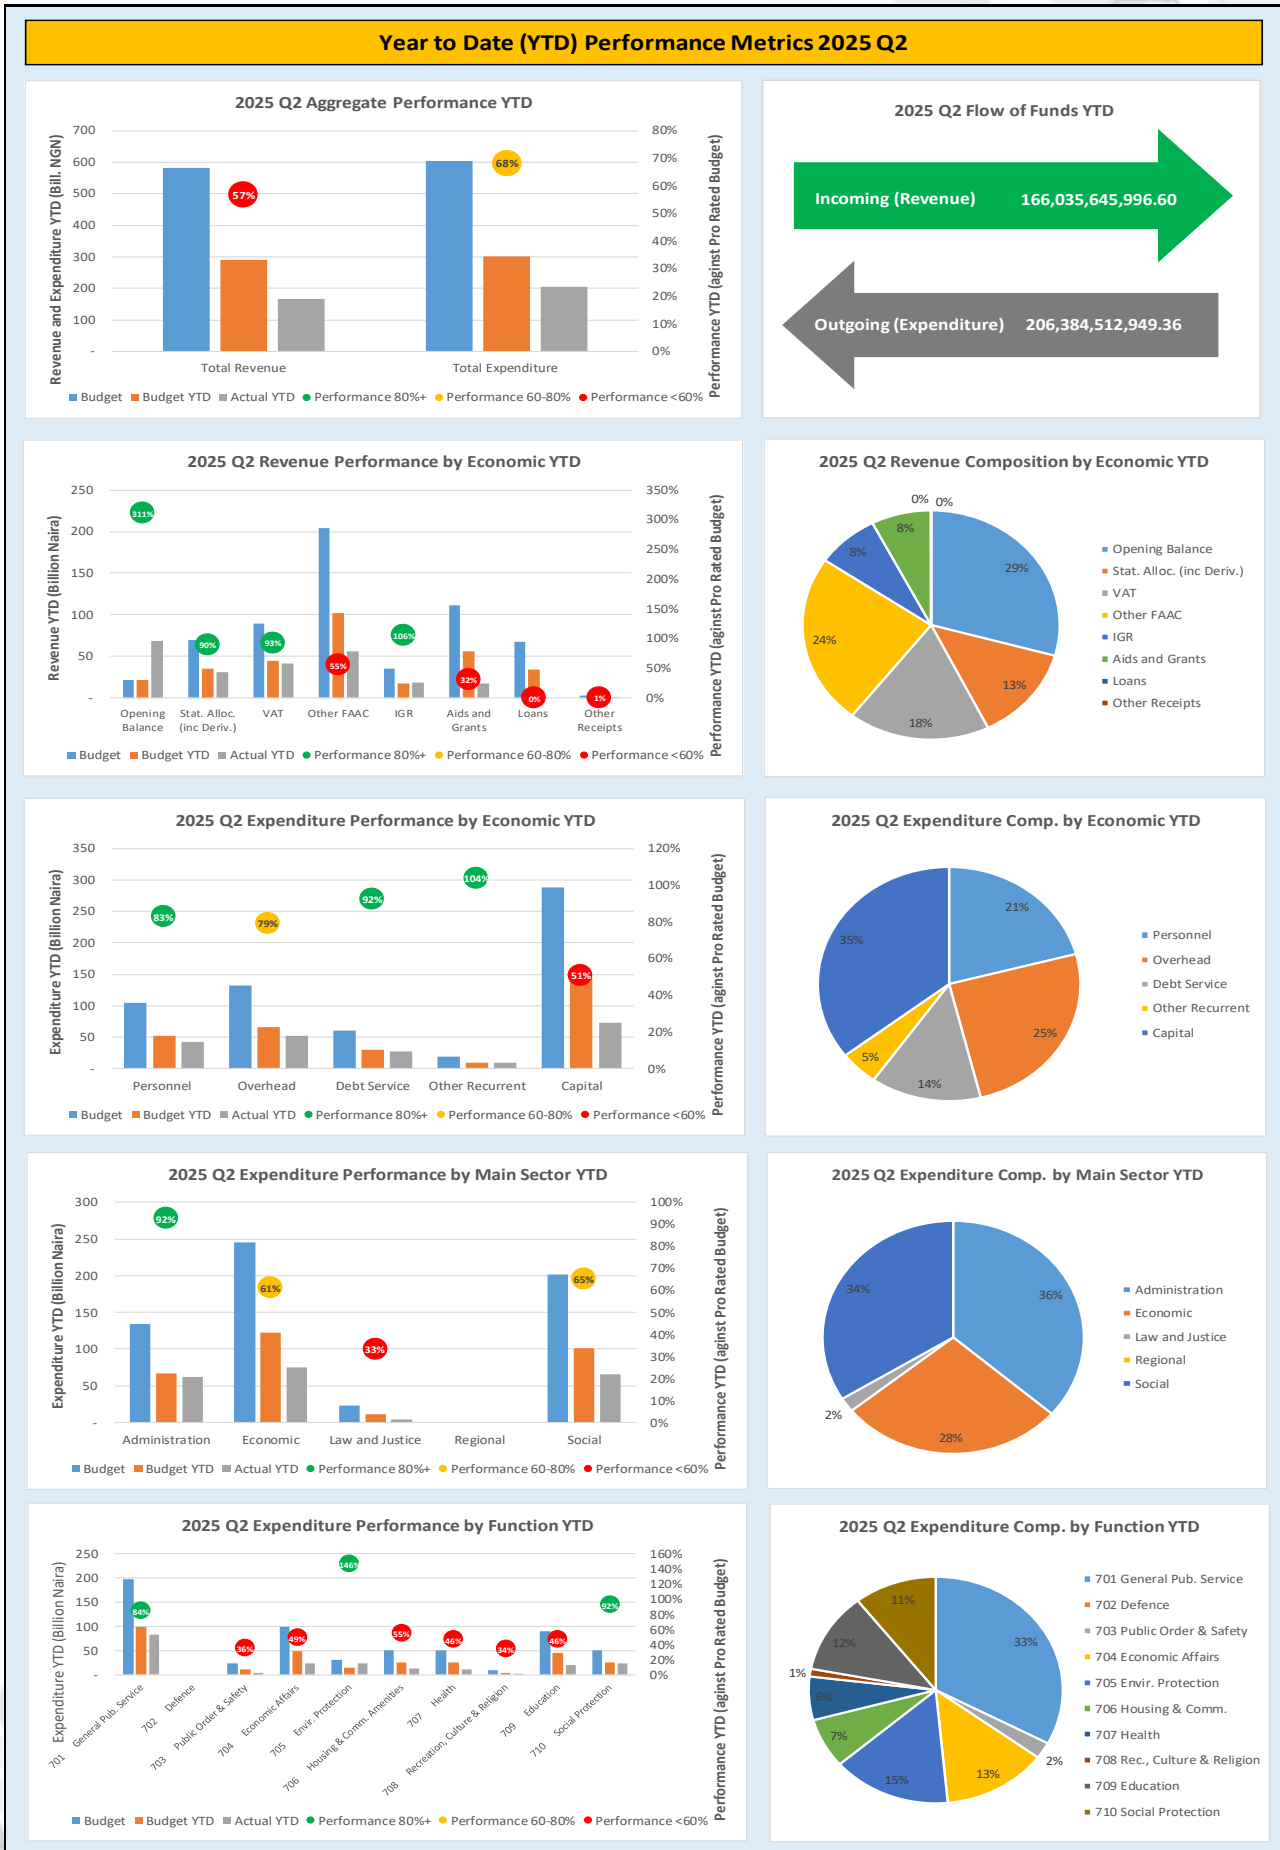 Year to Date (YTD) Performance Metrics 2025 Q2
2025 Q2 Aggregate Performance YTD
Revenue and Expenditure YTD (Bill. NGN)
700
600
500
400
300
200
100
-
80%
70%
60%
50%
40%
30%
20%
10%
0%
Performance YTD (aginst Pro Rated Budget)
57%
68%
Total Revenue
Total Expenditure
Budget
Budget YTD
Actual YTD
Performance 80%+
Performance 60-80%
Performance <60%
2025 Q2 Flow of Funds YTD
Incoming (Revenue) 166,035,645,996.60
Outgoing (Expenditure) 206,384,512,949.36
2025 Q2 Revenue Performance by Economic YTD
Revenue YTD (Billion Naira)
250
200
150
100
50
-
350%
300%
250%
200%
150%
100%
50%
0%
Performance YTD (aginst Pro Rated Budget)
311%
90%
93%
55%
106%
32%
0%
1%
Opening Balance
Stat. Alloc. (inc Deriv.)
VAT
Other FAAC
IGR
Aids and Grants
Loans
Other Receipts
Budget
Budget YTD
Actual YTD
Performance 80%+
Performance 60-80%
Performance <60%
2025 Q2 Revenue Composition by Economic YTD
0%
0%
29%
13%
18%
24%
8%
8%
Opening Balance
Stat. Alloc. (inc Deriv.)
VAT
Other FAAC
IGR
Aids and Grants
Loans
Other Receipts
2025 Q2 Expenditure Performance by Economic YTD
Expenditure YTD (Billion Naira)
350
300
250
200
150
100
50
-
120%
100%
80%
60%
40%
20%
0%
Performance YTD (aginst Pro Rated Budget)
83%
79%
92%
104%
51%
Personnel
Overhead
Debt Service
Other Recurrent
Capital
Budget
Budget YTD
Actual YTD
Performance 80%+
Performance 60-80%
Performance <60%
2025 Q2 Expenditure Comp. by Economic YTD
21%
25%
14%
5%
35%
Personnel
Overhead
Debt Service
Other Recurrent
Capital
2025 Q2 Expenditure Performance by Main Sector YTD
Expenditure YTD (Billion Naira)
300
250
200
150
100
50
-
100%
90%
80%
70%
60%
50%
40%
30%
20%
10%
0%
Performance YTD (aginst Pro Rated Budget)
92%
61%
33%
65%
Administration
Economic
Law and Justice
Regional
Social
Budget
Budget YTD
Actual YTD
Performance 80%+
Performance 60-80%
Performance <60%
2025 Q2 Expenditure Comp. by Main Sector YTD
36%
28%
2%
34%
Administration
Economic
Law and Justice
Regional
Social
2025 Q2 Expenditure Performance by Function YTD
Expenditure YTD (Billion Naira)
250
200
150
100
50
-
160%
140%
120%
100%
80%
60%
40%
20%
0%
Performance YTD (aginst Pro Rated Budget)
84%
36%
49%
146%
55%
46%
34%
46%
92%
701 General Pub. Service
702 Defence
703 Public Order & Safety
704 Economic Affairs
705 Envir. Protection
706 Housing & Comm. Amenities
707 Health
708 Recreation, Culture & Religion
709 Education
710 Social Protection
Budget
Budget YTD
Actual YTD
Performance 80%+
Performance 60-80%
Performance <60%
2025 Q2 Expenditure Comp. by Function YTD
33%
2%
13%
15%
7%
6%
1%
12%
11%
701 General Pub. Service
702 Defence
703 Public Order & Safety
704 Economic Affairs
705 Envir. Protection
706 Housing & Comm.
707 Health
708 Rec., Culture & Religion
709 Education
710 Social Protection